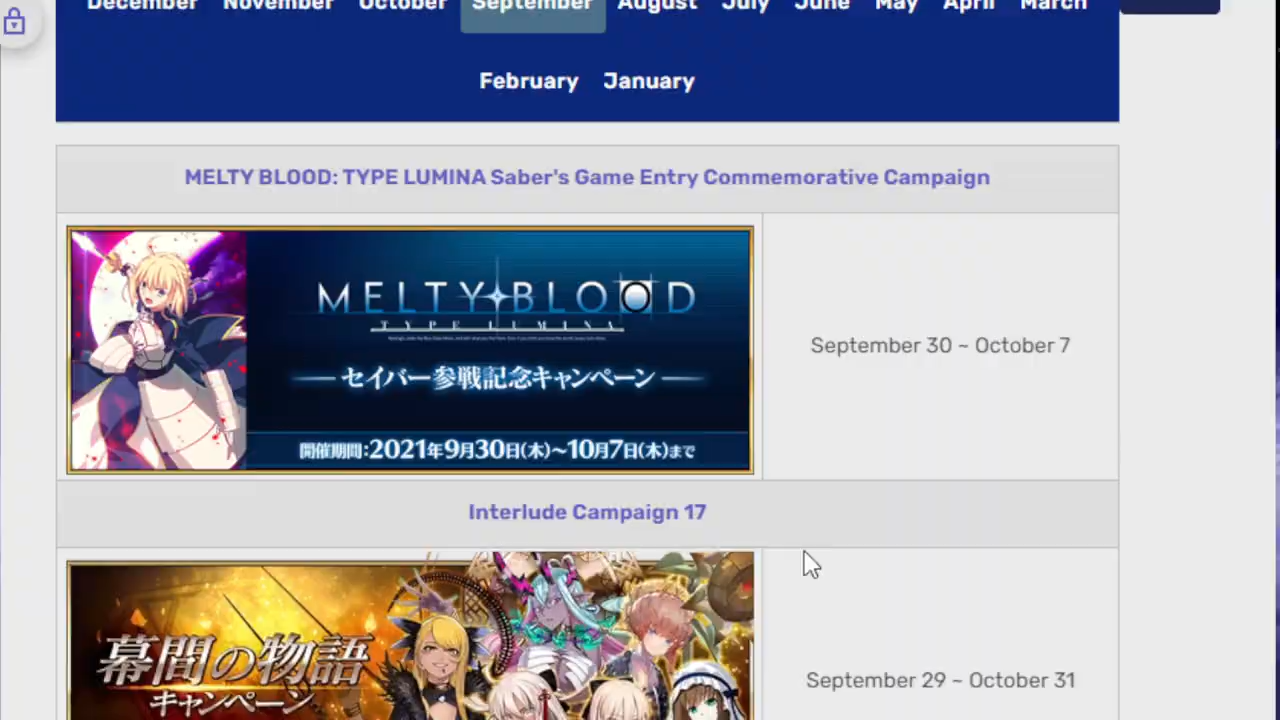 December November October September August July June May April March
February January
MELTY BLOOD: TYPE LUMINA Saber's Game Entry Commemorative Campaign
MELTY BLOOD
TYPE LUMINA
セイバー参戦記念キャンペーン
開催期間:2021年9月30日(木)～10月7日(木)まで
September 30 ~ October 7
Interlude Campaign 17
幕間の物語
キャンペーン
September 29 ~ October 31